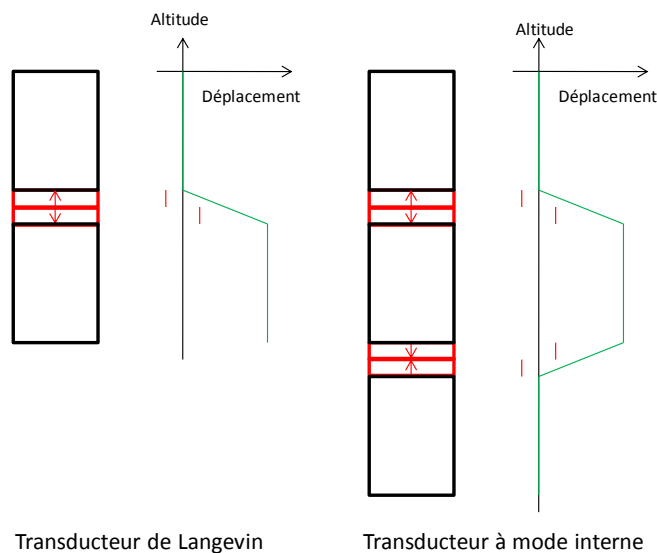 Altitude
Déplacement
Altitude
Déplacement
Transducteur de Langevin
Transducteur à mode interne